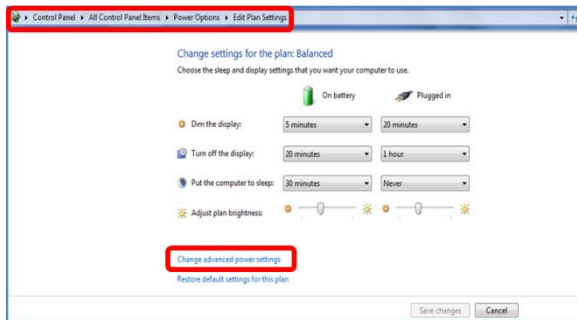 Control Panel ▸ All Control Panel Items ▸ Power Options ▸ Edit Plan Settings
Change settings for the plan: Balanced
Choose the sleep and display settings that you want your computer to use.
On battery Plugged in
Dim the display: 5 minutes 20 minutes
Turn off the display: 20 minutes 1 hour
Put the computer to sleep: 30 minutes Never
Adjust plan brightness:
Change advanced power settings
Restore default settings for this plan
Save changes Cancel